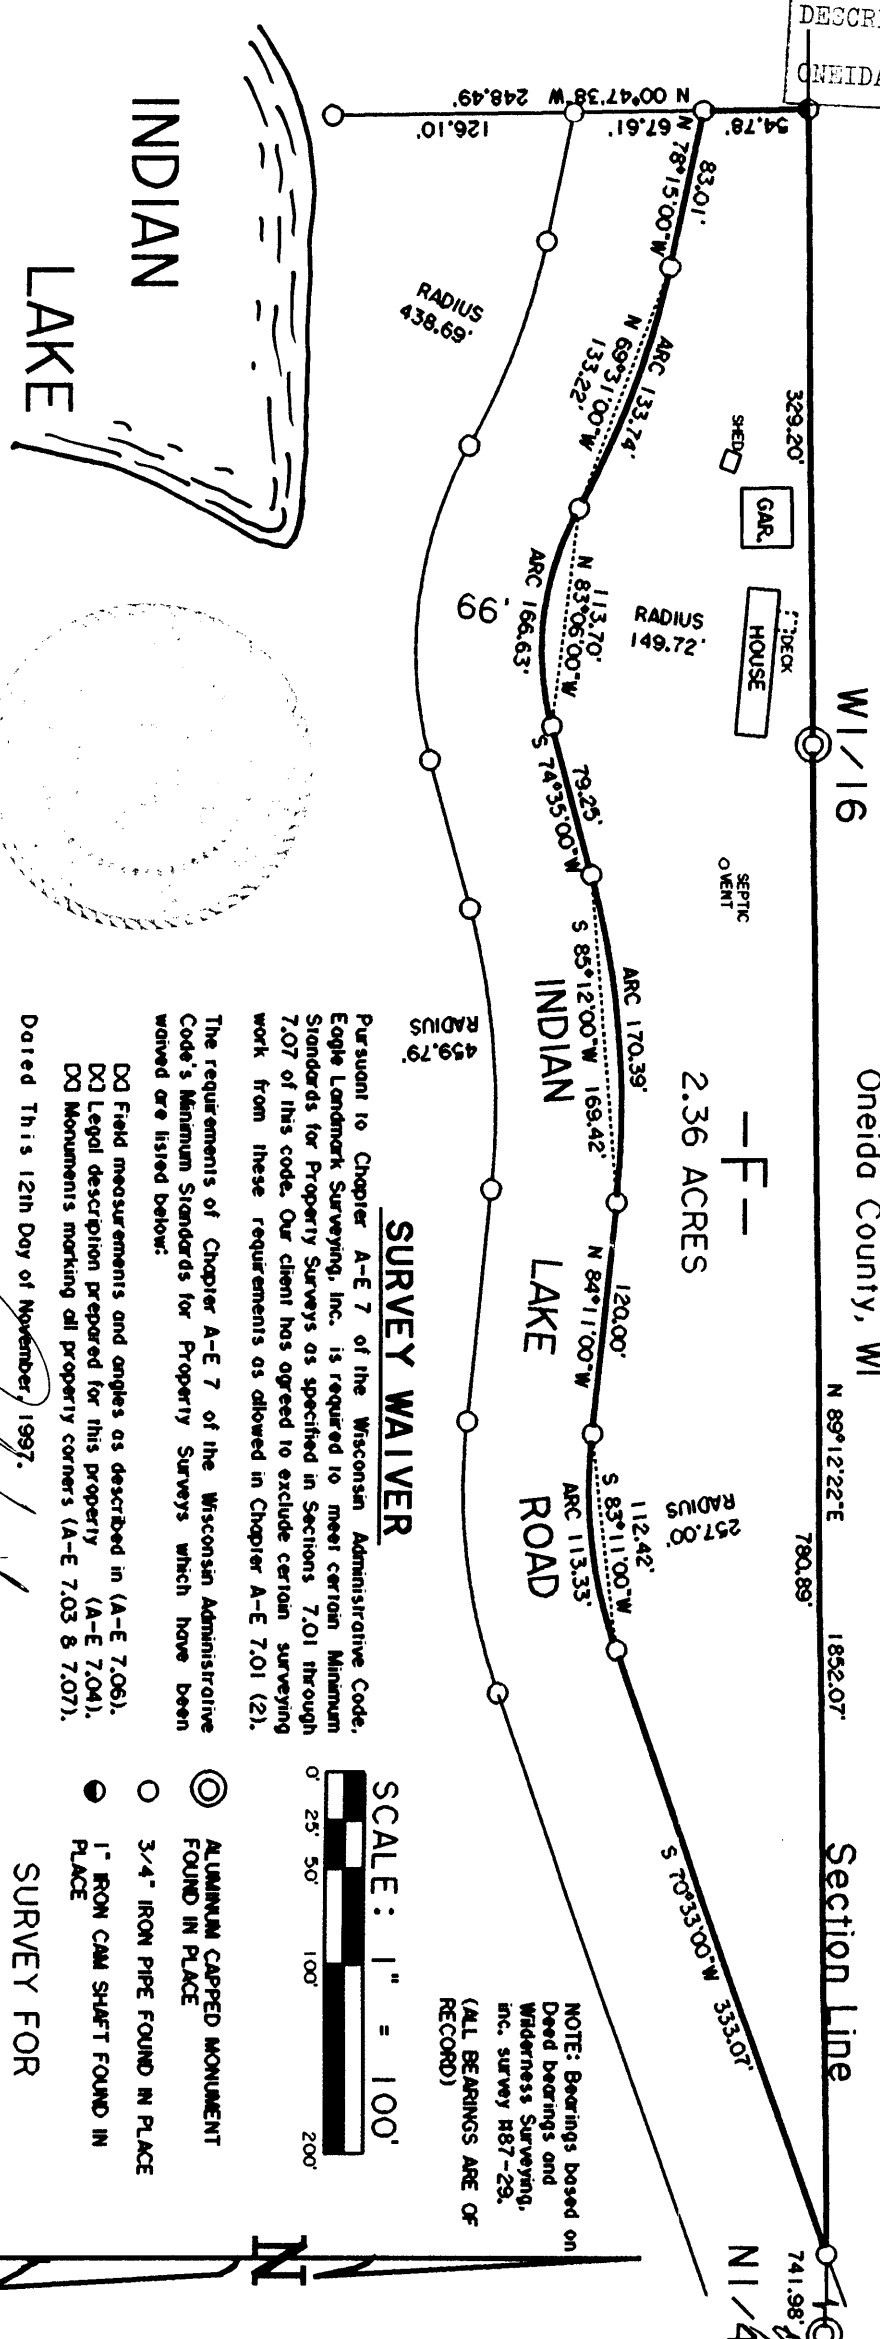 DESCRI
ONEIDA
Oneida County, WI
W1/16
Section Line
N 89°12'22"E
1852.07'
329.20'
780.89'
741.98'
N1/4
N 00°47'38"W 248.49'
54.78'
67.61'
126.10'
83.01'
N 78°15'00"W
ARC 133.74'
N 69°31'00"W
133.22'
RADIUS
438.69'
SHED
GAR.
DECK
HOUSE
RADIUS
149.72'
113.70'
N 83°06'00"W
ARC 166.63'
66'
79.25'
S 74°35'00"W
SEPTIC
VENT
ARC 170.39'
S 85°12'00"W 169.42'
459.79'
RADIUS
-F-
2.36 ACRES
120.00'
N 84°11'00"W
257.00'
RADIUS
112.42'
S 83°11'00"W
ARC 113.33'
S 70°33'00"W 333.07'
INDIAN
LAKE
ROAD
INDIAN
LAKE
NOTE: Bearings based on
Deed bearings and
Wilderness Surveying,
inc. survey #87-29.
(ALL BEARINGS ARE OF
RECORD)
SURVEY WAIVER
Pursuant to Chapter A-E 7 of the Wisconsin Administrative Code,
Eagle Landmark Surveying, Inc. is required to meet certain Minimum
Standards for Property Surveys as specified in Sections 7.01 through
7.07 of this code. Our client has agreed to exclude certain surveying
work from these requirements as allowed in Chapter A-E 7.01 (2).
The requirements of Chapter A-E 7 of the Wisconsin Administrative
Code's Minimum Standards for Property Surveys which have been
waived are listed below:
[X] Field measurements and angles as described in (A-E 7.06).
[X] Legal description prepared for this property (A-E 7.04).
[X] Monuments marking all property corners (A-E 7.03 & 7.07).
Dated This 12th Day of November, 1997.
SCALE: 1" = 100'
0' 25' 50' 100' 200'
ALUMINUM CAPPED MONUMENT
FOUND IN PLACE
3/4" IRON PIPE FOUND IN PLACE
1" IRON CAM SHAFT FOUND IN
PLACE
SURVEY FOR
N